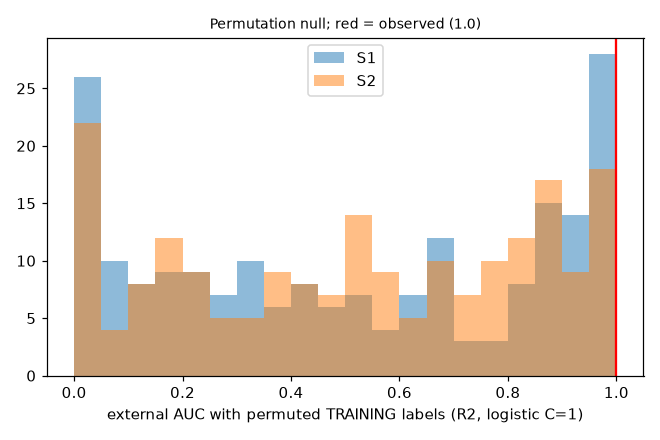 Permutation null; red = observed (1.0)
S1
S2
25
20
15
10
5
0
0.0 0.2 0.4 0.6 0.8 1.0
external AUC with permuted TRAINING labels (R2, logistic C=1)